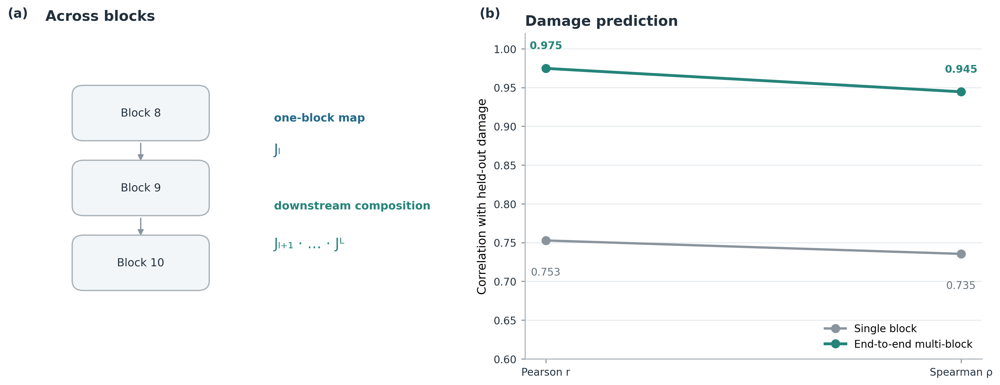 (a) Across blocks
Block 8
Block 9
Block 10
one-block map
Jₗ
downstream composition
Jₗ₊₁ · … · Jᴸ
(b)
Damage prediction
Correlation with held-out damage
1.00
0.95
0.90
0.85
0.80
0.75
0.70
0.65
0.60
0.975
0.945
0.753
0.735
Single block
End-to-end multi-block
Pearson r
Spearman ρ